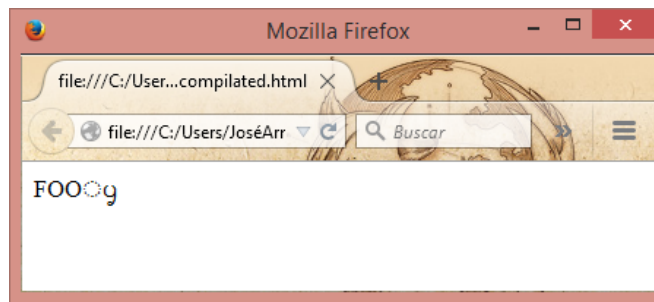 Mozilla Firefox
file:///C:/User...compilated.html
file:///C:/Users/JoséArr
Buscar
FOO